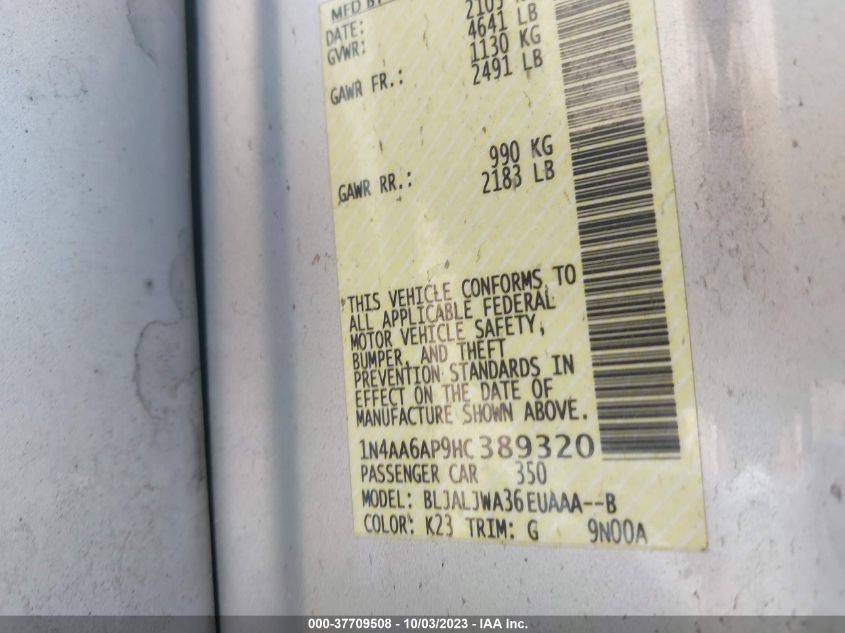 MFD BY
DATE:
GVWR: 4641 LB
1130 KG
GAWR FR.: 2491 LB
990 KG
GAWR RR.: 2183 LB
THIS VEHICLE CONFORMS TO
ALL APPLICABLE FEDERAL
MOTOR VEHICLE SAFETY,
BUMPER, AND THEFT
PREVENTION STANDARDS IN
EFFECT ON THE DATE OF
MANUFACTURE SHOWN ABOVE.
1N4AA6AP9HC389320
PASSENGER CAR 350
MODEL: BLJALJWA36EUAAA--B
COLOR: K23 TRIM: G 9N00A
000-37709508 - 10/03/2023 - IAA Inc.